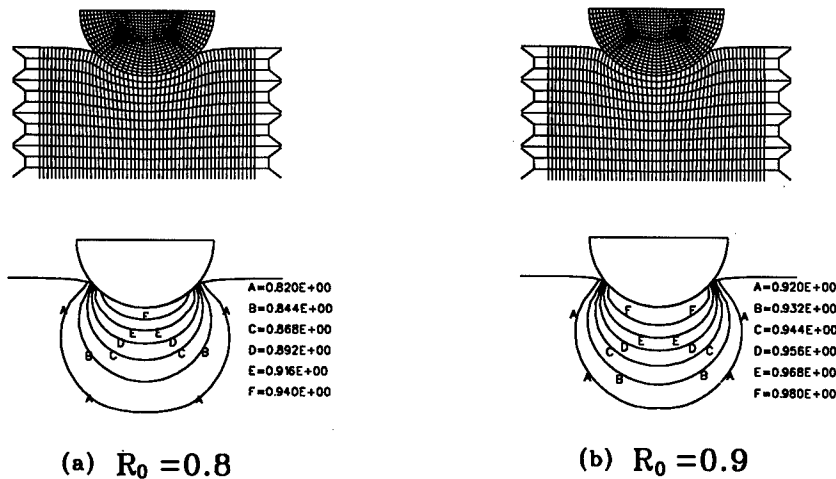 A=0.820E+00
B=0.844E+00
C=0.868E+00
D=0.892E+00
E=0.916E+00
F=0.940E+00
A A
B B
C C
D D
E E
F
A A
(a) R₀ =0.8
A=0.920E+00
B=0.932E+00
C=0.944E+00
D=0.956E+00
E=0.968E+00
F=0.980E+00
F F
A A
E E
D D
C C
B B
A A
(b) R₀ =0.9